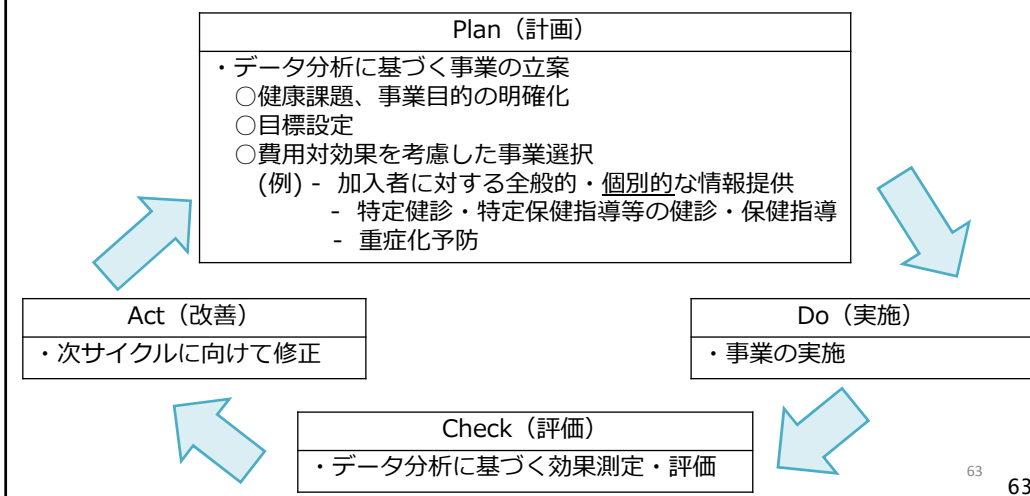 Plan（計画）
・データ分析に基づく事業の立案
○健康課題、事業目的の明確化
○目標設定
○費用対効果を考慮した事業選択
(例) - 加入者に対する全般的・個別的な情報提供
- 特定健診・特定保健指導等の健診・保健指導
- 重症化予防
Act（改善）
・次サイクルに向けて修正
Do（実施）
・事業の実施
Check（評価）
・データ分析に基づく効果測定・評価
63
63